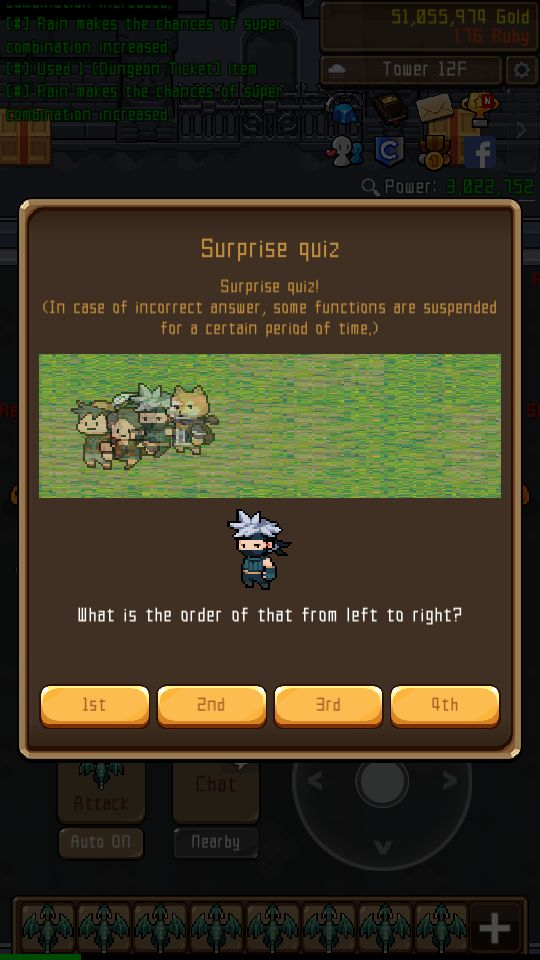 combination increased.
51,055,974 Gold
[#] Rain makes the chances of super
combination increased.
176 Ruby
[#] Used 1 [Dungeon Ticket] item
Tower 12F
[#] Rain makes the chances of super
combination increased.
N
C
f
Power: 3,022,752
Surprise quiz
Surprise quiz!
(In case of incorrect answer, some functions are suspended
for a certain period of time.)
What is the order of that from left to right?
1st
2nd
3rd
4th
Attack
Chat
Auto ON
Nearby